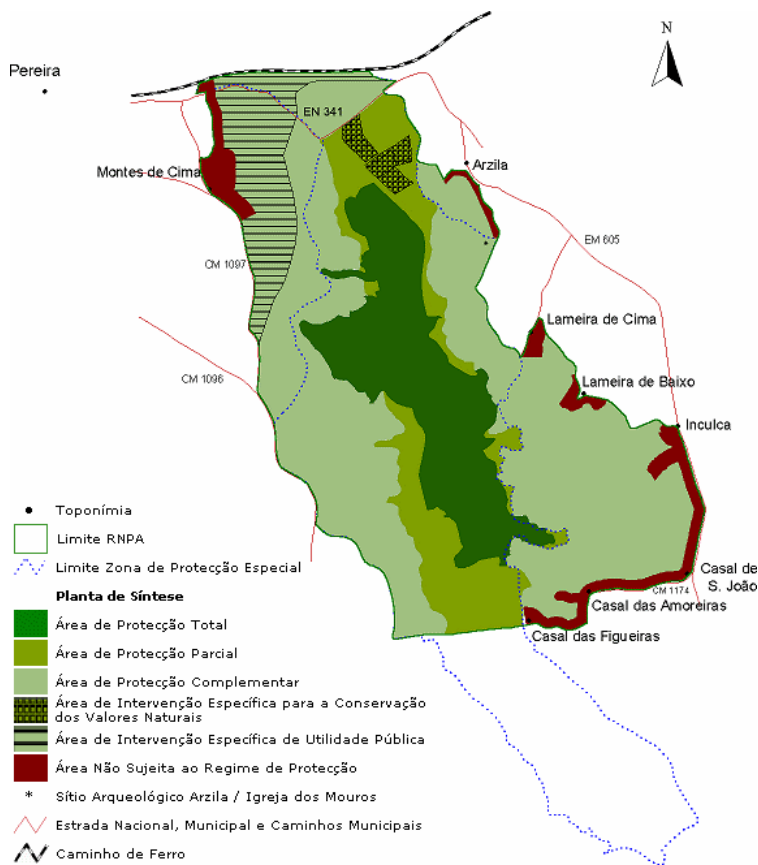 N
Pereira
EN 341
Arzila
Montes de Cima
EM 605
CM 1097
Lameira de Cima
CM 1096
Lameira de Baixo
Inculca
Casal de
S. João
CM 1174
Casal das Amoreiras
Casal das Figueiras
Toponímia
Limite RNPA
Limite Zona de Protecção Especial
Planta de Síntese
Área de Protecção Total
Área de Protecção Parcial
Área de Protecção Complementar
Área de Intervenção Específica para a Conservação
dos Valores Naturais
Área de Intervenção Específica de Utilidade Pública
Área Não Sujeita ao Regime de Protecção
* Sítio Arqueológico Arzila / Igreja dos Mouros
Estrada Nacional, Municipal e Caminhos Municipais
Caminho de Ferro